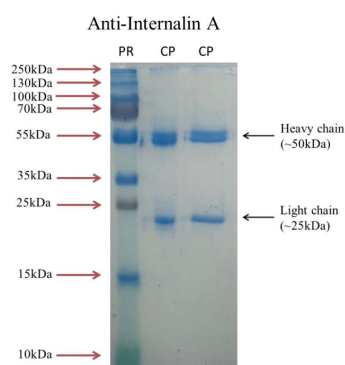 Anti-Internalin A
PR CP CP
250kDa
130kDa
100kDa
70kDa
55kDa
35kDa
25kDa
15kDa
10kDa
Heavy chain
(~50kDa)
Light chain
(~25kDa)